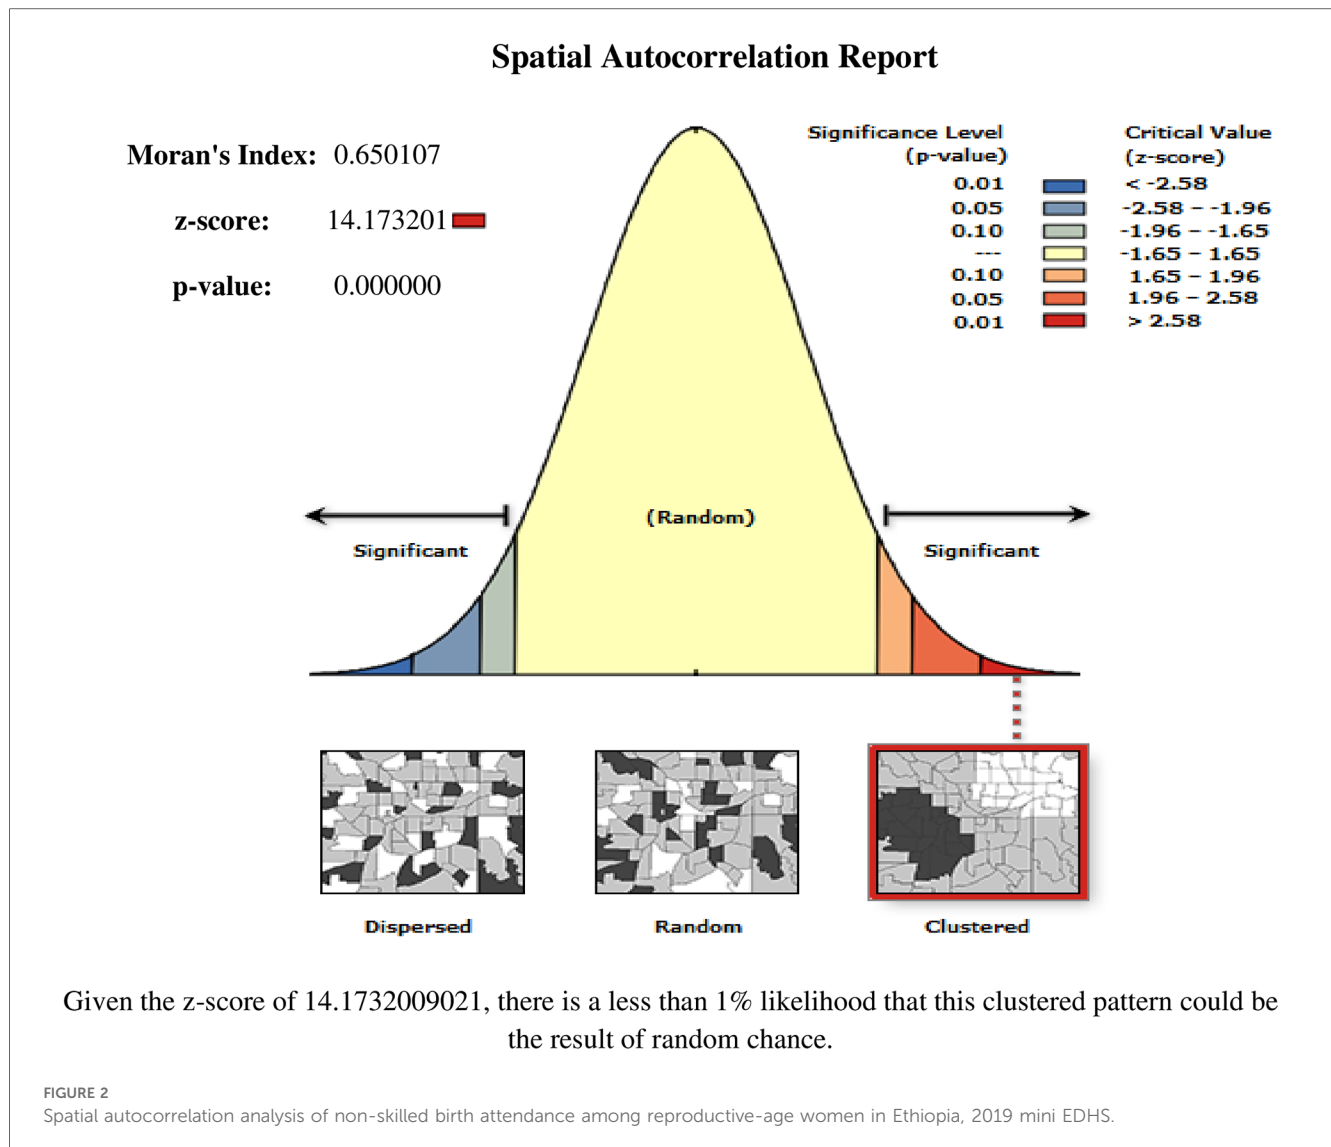 Spatial Autocorrelation Report
Moran's Index: 0.650107
z-score: 14.173201
p-value: 0.000000
Significance Level Critical Value
(p-value) (z-score)
0.01 < -2.58
0.05 -2.58 – -1.96
0.10 -1.96 – -1.65
--- -1.65 – 1.65
0.10 1.65 – 1.96
0.05 1.96 – 2.58
0.01 > 2.58
(Random)
Significant Significant
Dispersed Random Clustered
Given the z-score of 14.1732009021, there is a less than 1% likelihood that this clustered pattern could be
the result of random chance.
FIGURE 2
Spatial autocorrelation analysis of non-skilled birth attendance among reproductive-age women in Ethiopia, 2019 mini EDHS.